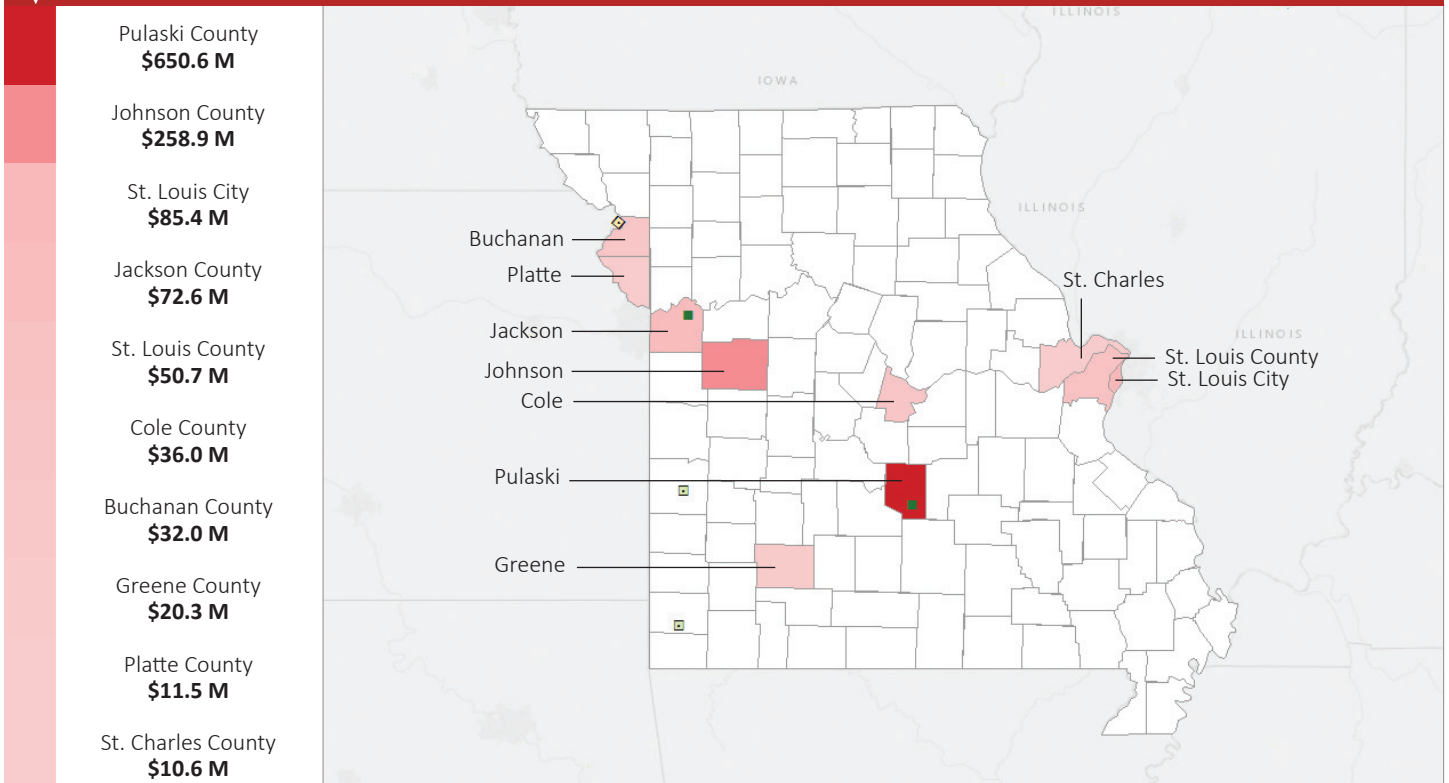 Pulaski County
$650.6 M
Johnson County
$258.9 M
St. Louis City
$85.4 M
Jackson County
$72.6 M
St. Louis County
$50.7 M
Cole County
$36.0 M
Buchanan County
$32.0 M
Greene County
$20.3 M
Platte County
$11.5 M
St. Charles County
$10.6 M
ILLINOIS
IOWA
ILLINOIS
ILLINOIS
Buchanan
Platte
Jackson
Johnson
Cole
Pulaski
Greene
St. Charles
St. Louis County
St. Louis City